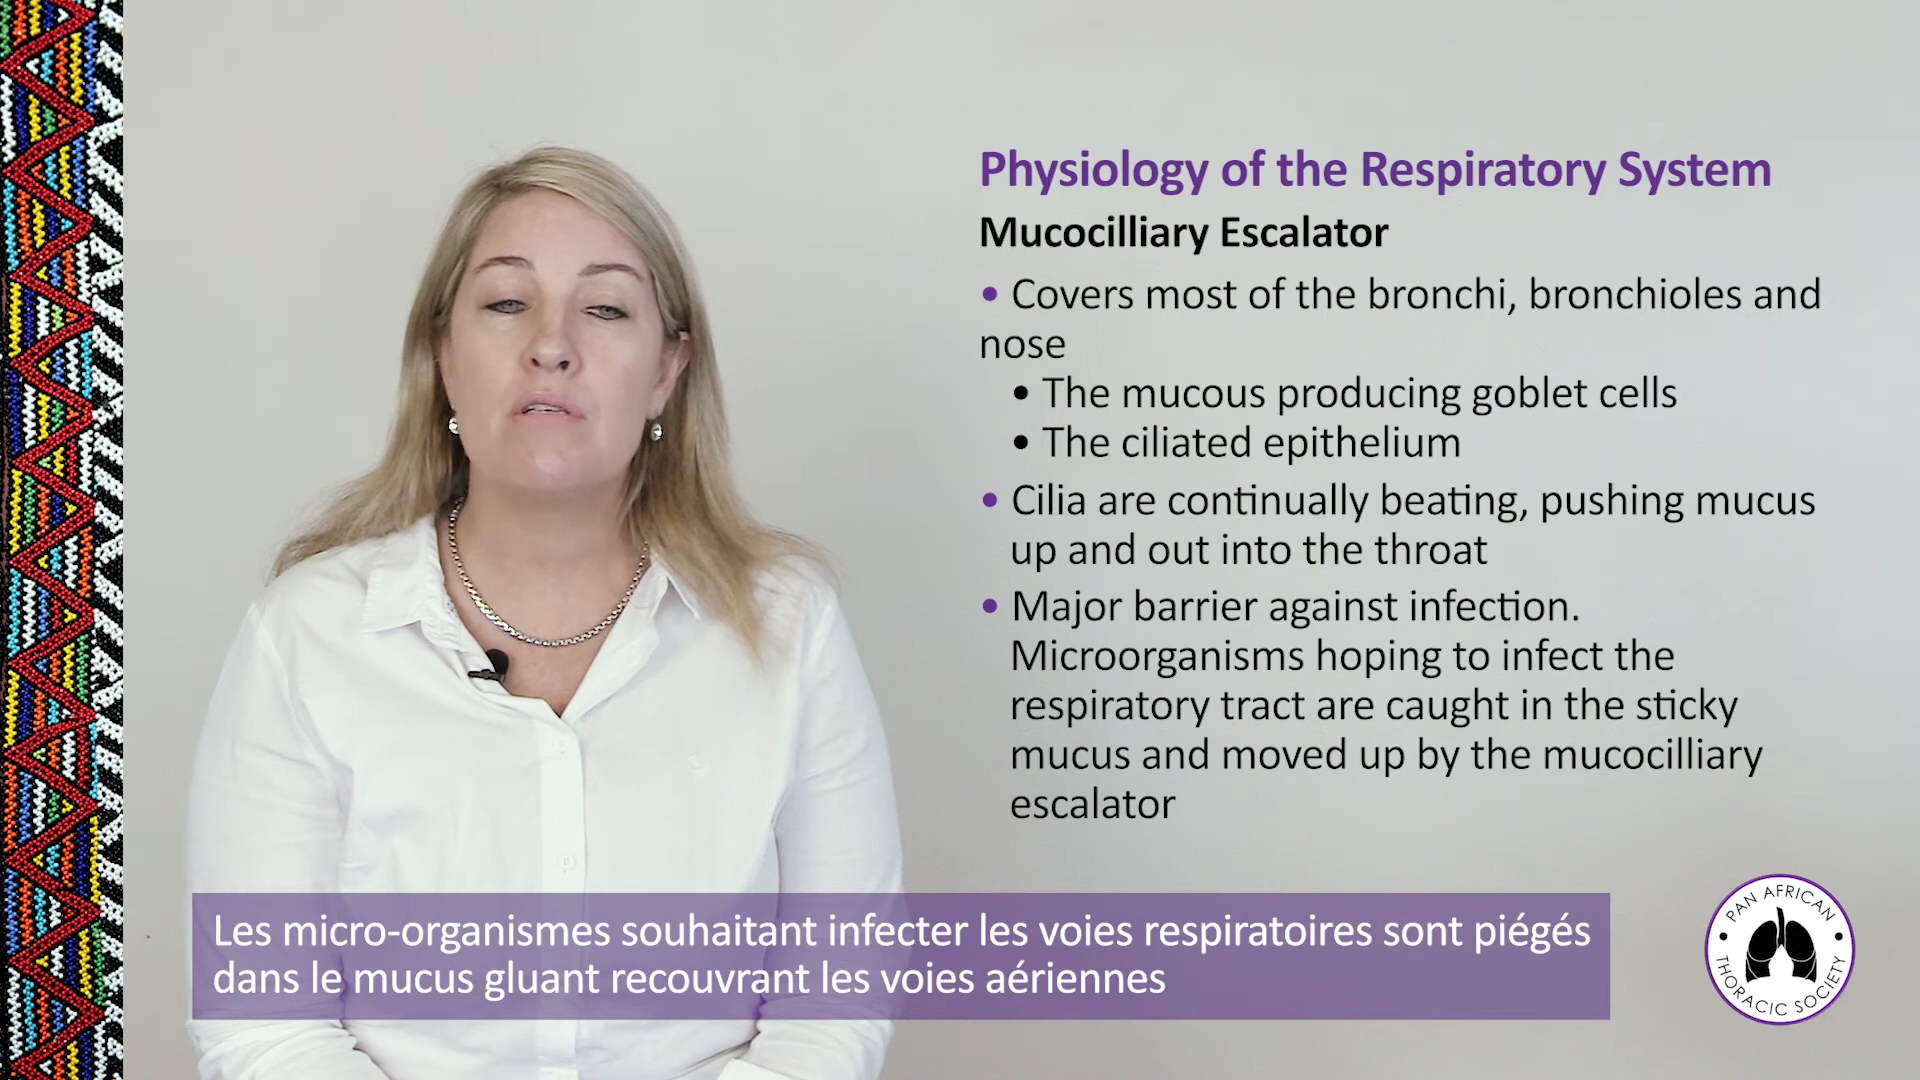 Physiology of the Respiratory System
Mucocilliary Escalator
• Covers most of the bronchi, bronchioles and
nose
• The mucous producing goblet cells
• The ciliated epithelium
• Cilia are continually beating, pushing mucus
up and out into the throat
• Major barrier against infection.
Microorganisms hoping to infect the
respiratory tract are caught in the sticky
mucus and moved up by the mucocilliary
escalator
Les micro-organismes souhaitant infecter les voies respiratoires sont piégés
dans le mucus gluant recouvrant les voies aériennes
PAN AFRICAN
THORACIC SOCIETY